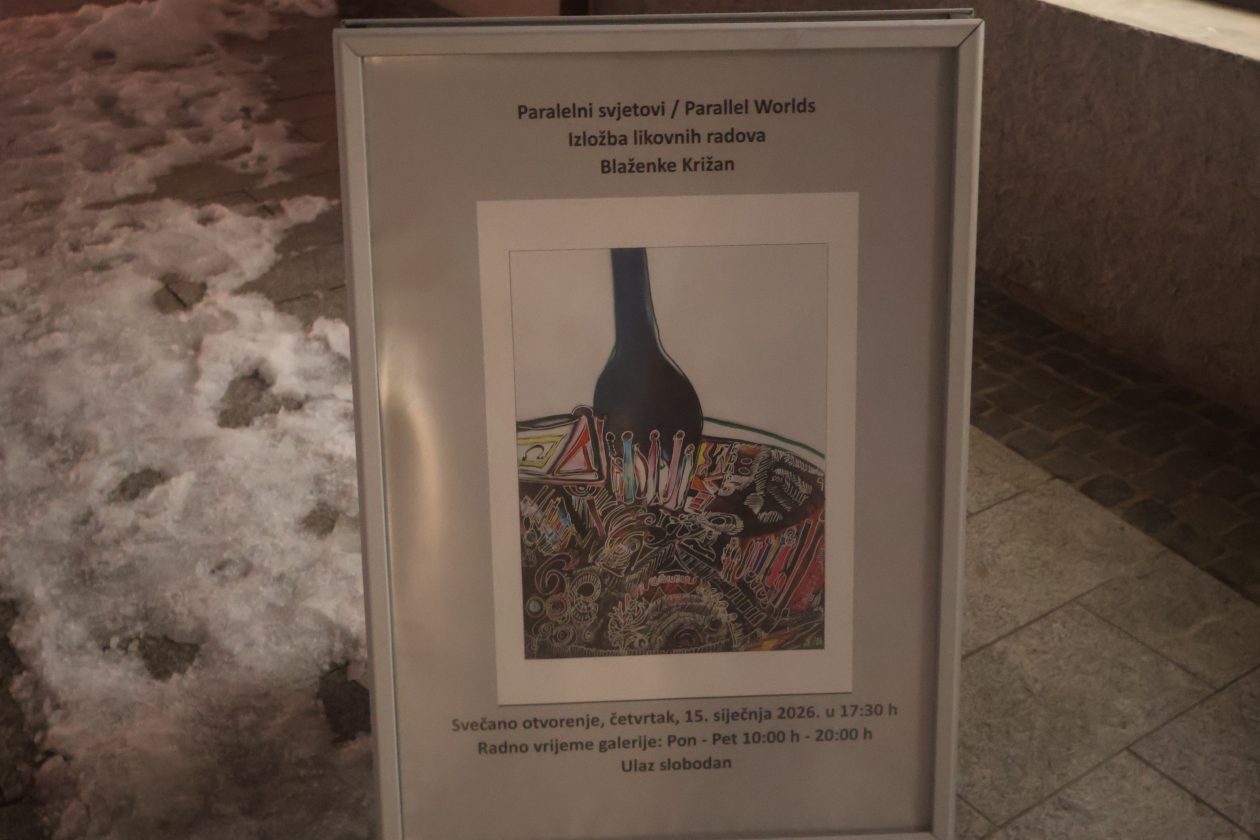 Paralelni svjetovi / Parallel Worlds
Izložba likovnih radova
Blaženke Križan
Svečano otvorenje, četvrtak, 15. siječnja 2026. u 17:30 h
Radno vrijeme galerije: Pon - Pet 10:00 h - 20:00 h
Ulaz slobodan